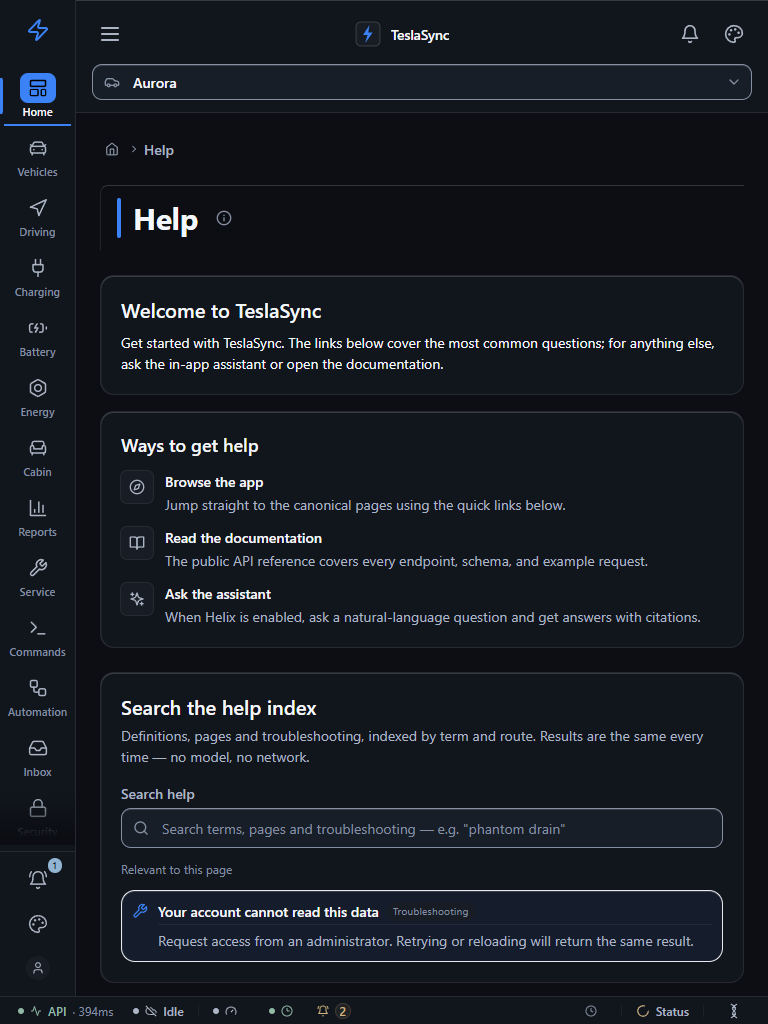 TeslaSync
Aurora
Home
Vehicles
Driving
Charging
Battery
Energy
Cabin
Reports
Service
Commands
Automation
Inbox
Security
1
Help
Help
Welcome to TeslaSync
Get started with TeslaSync. The links below cover the most common questions; for anything else,
ask the in-app assistant or open the documentation.
Ways to get help
Browse the app
Jump straight to the canonical pages using the quick links below.
Read the documentation
The public API reference covers every endpoint, schema, and example request.
Ask the assistant
When Helix is enabled, ask a natural-language question and get answers with citations.
Search the help index
Definitions, pages and troubleshooting, indexed by term and route. Results are the same every
time — no model, no network.
Search help
Search terms, pages and troubleshooting — e.g. "phantom drain"
Relevant to this page
Your account cannot read this data Troubleshooting
Request access from an administrator. Retrying or reloading will return the same result.
API · 394ms Idle 2 Status